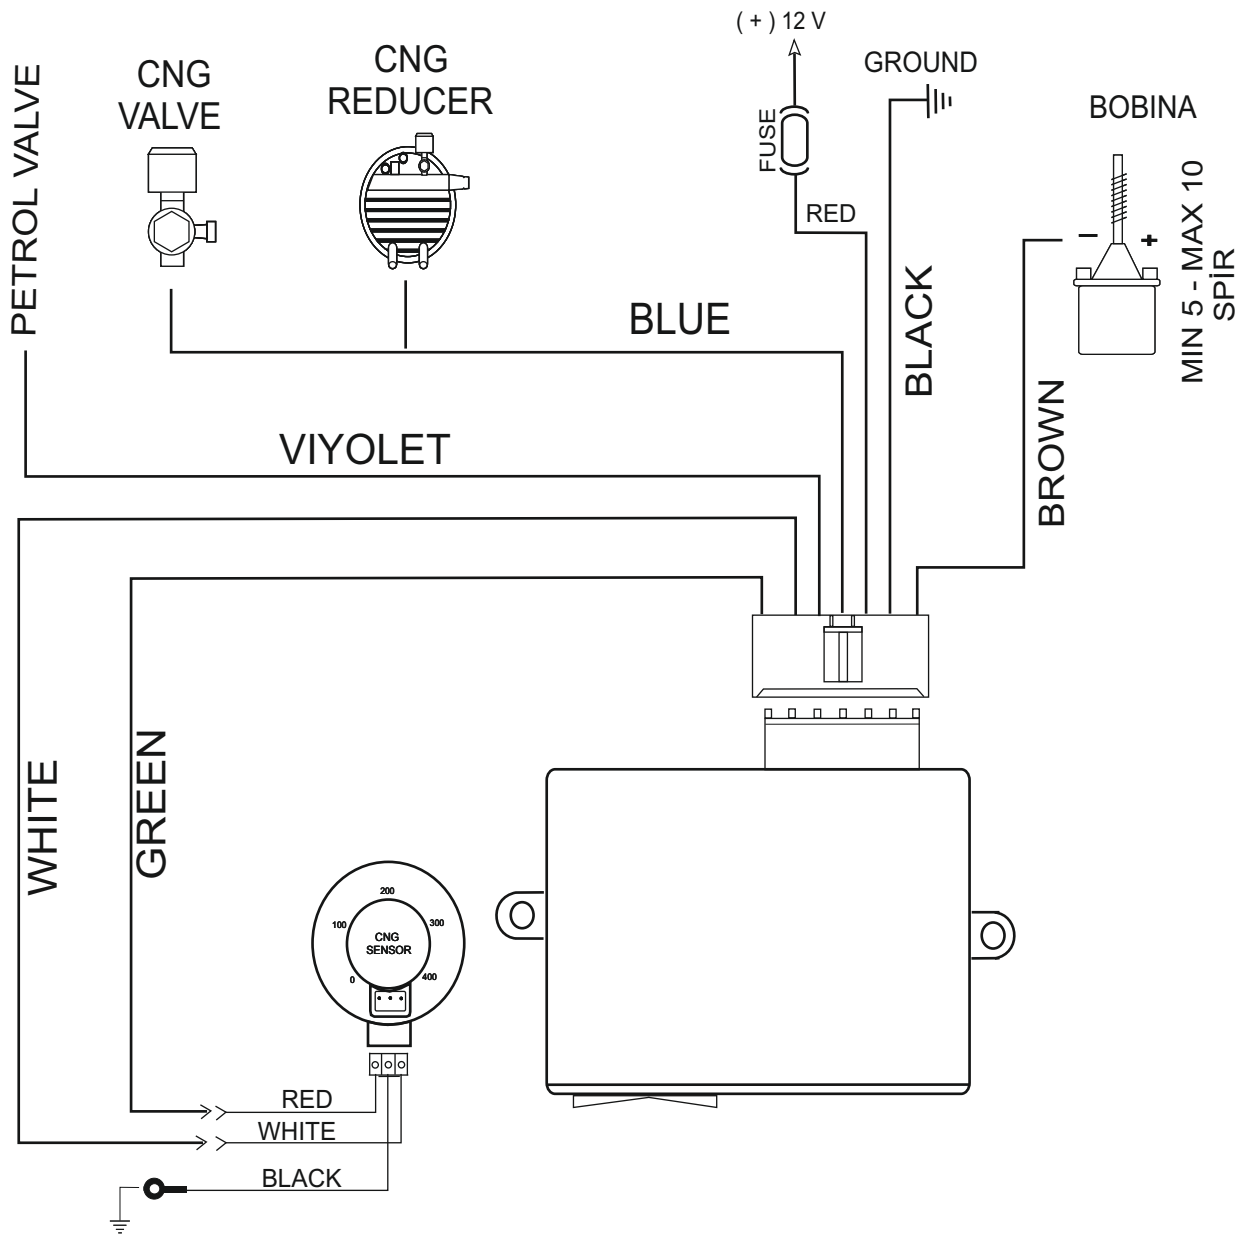 ( + ) 12 V
GROUND
CNG
VALVE
CNG
REDUCER
PETROL VALVE
FUSE
RED
BOBINA
MIN 5 - MAX 10
SPİR
BLUE
BLACK
BROWN
VIYOLET
WHITE
GREEN
200
100
300
CNG
SENSOR
0
400
RED
WHITE
BLACK